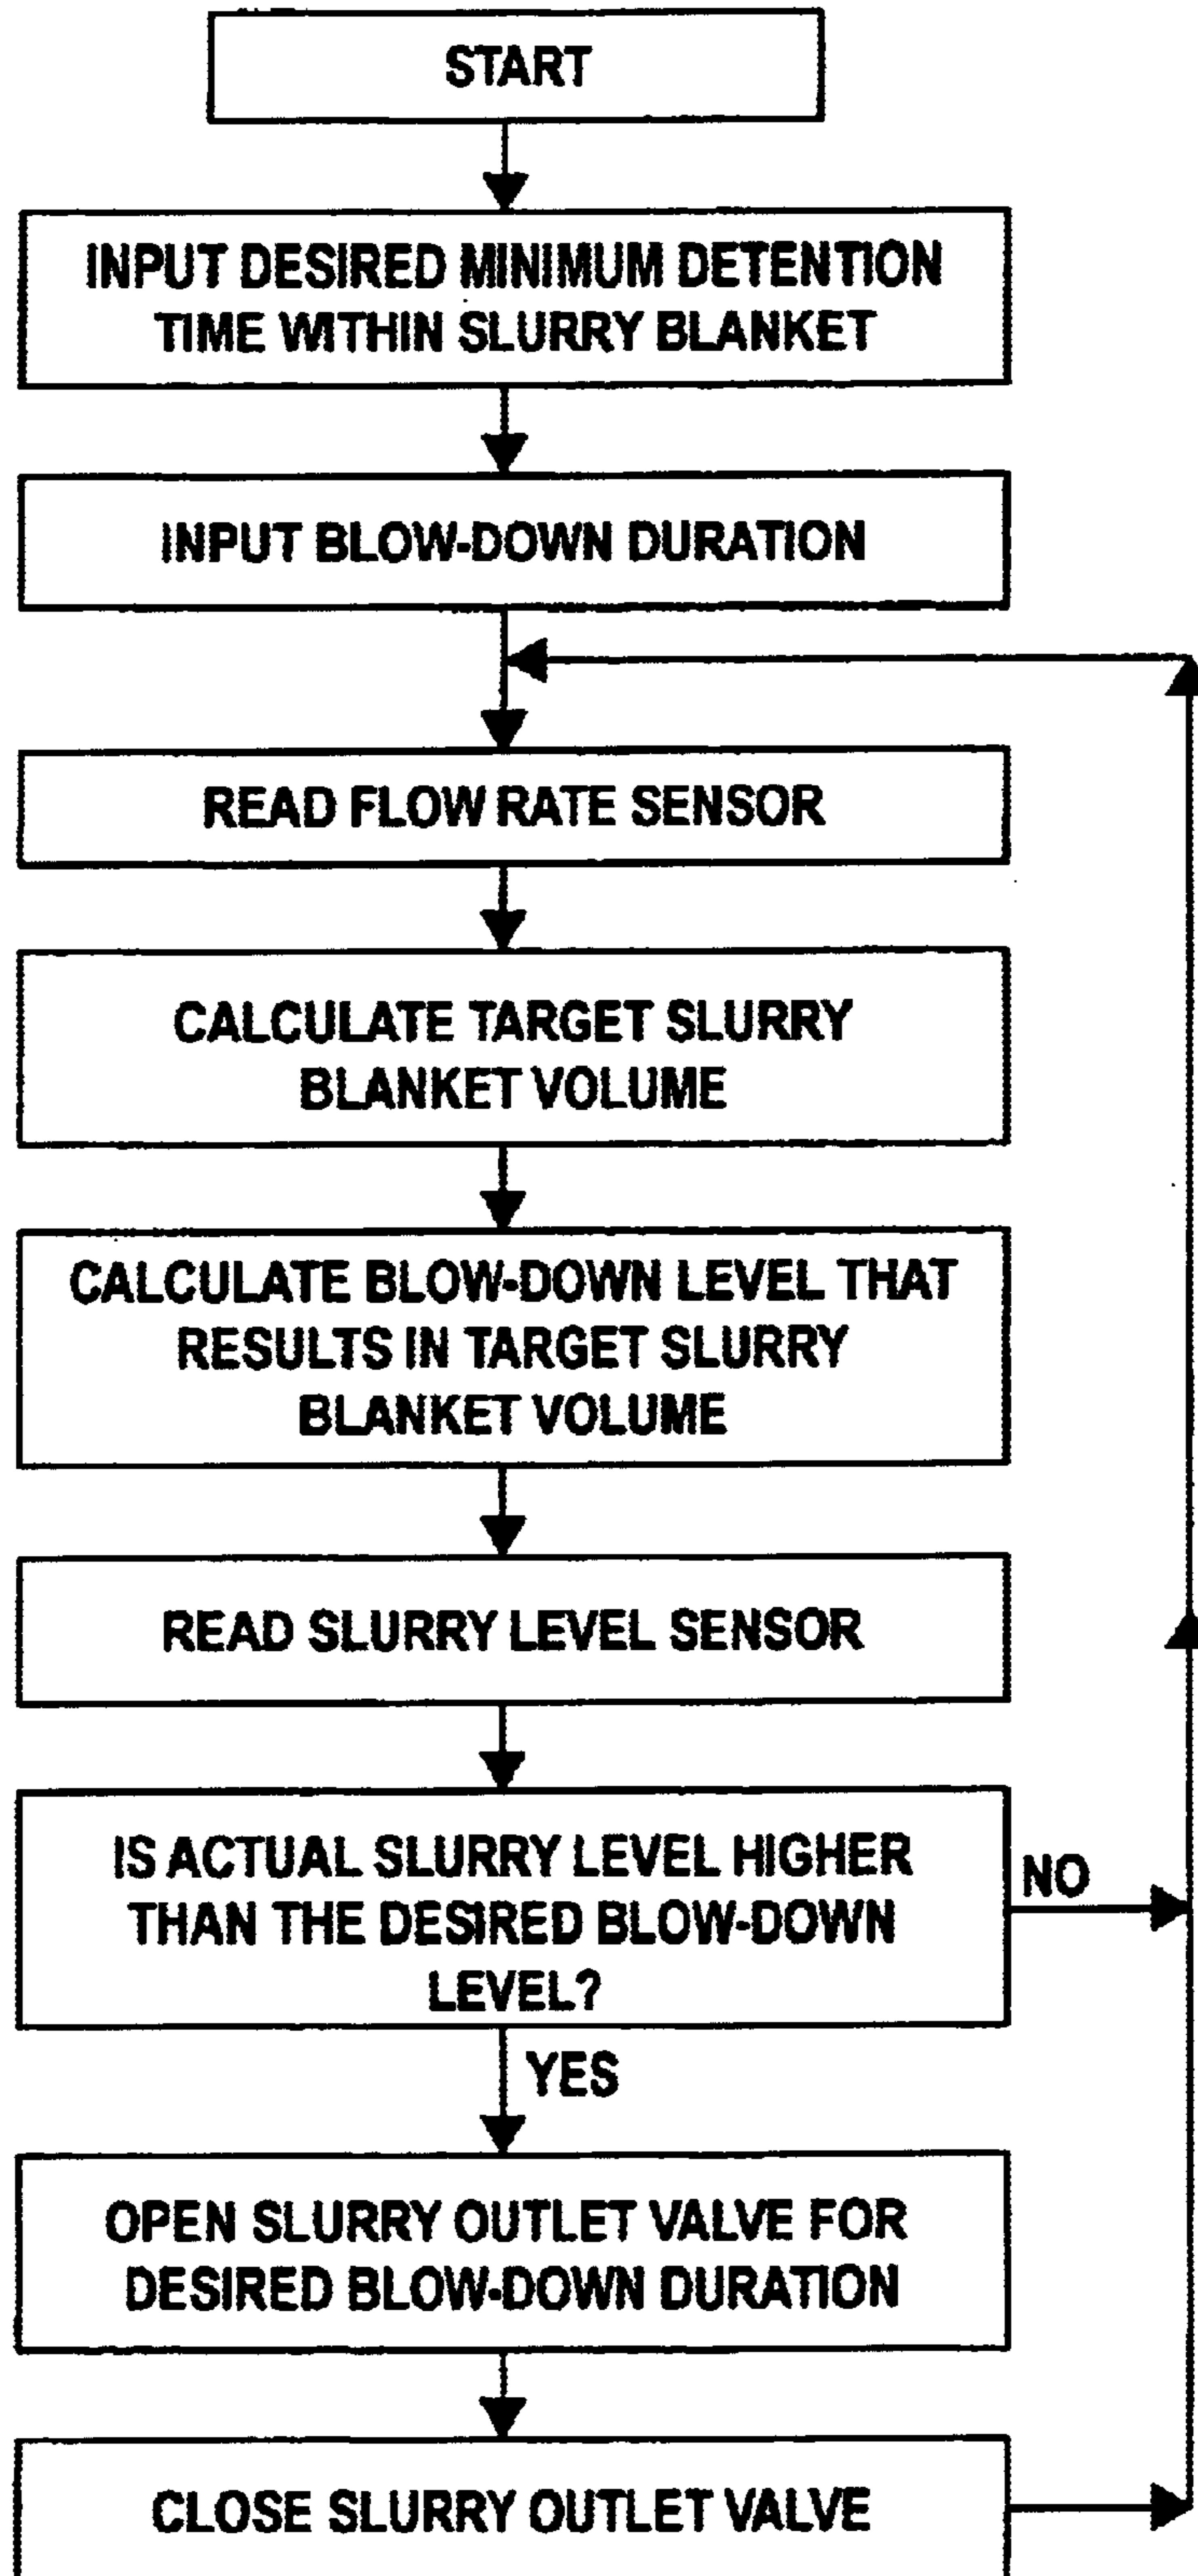 START
INPUT DESIRED MINIMUM DETENTION
TIME WITHIN SLURRY BLANKET
INPUT BLOW-DOWN DURATION
READ FLOW RATE SENSOR
CALCULATE TARGET SLURRY
BLANKET VOLUME
CALCULATE BLOW-DOWN LEVEL THAT
RESULTS IN TARGET SLURRY
BLANKET VOLUME
READ SLURRY LEVEL SENSOR
IS ACTUAL SLURRY LEVEL HIGHER
THAN THE DESIRED BLOW-DOWN
LEVEL?
NO
YES
OPEN SLURRY OUTLET VALVE FOR
DESIRED BLOW-DOWN DURATION
CLOSE SLURRY OUTLET VALVE